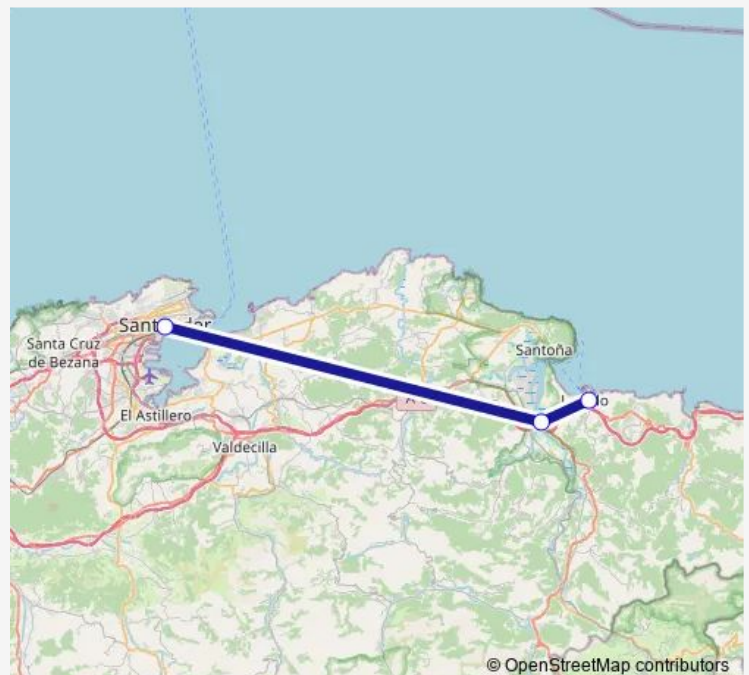 Santa Cruz
de Bezana
El Astillero
Valdecilla
Santoña
© OpenStreetMap contributors